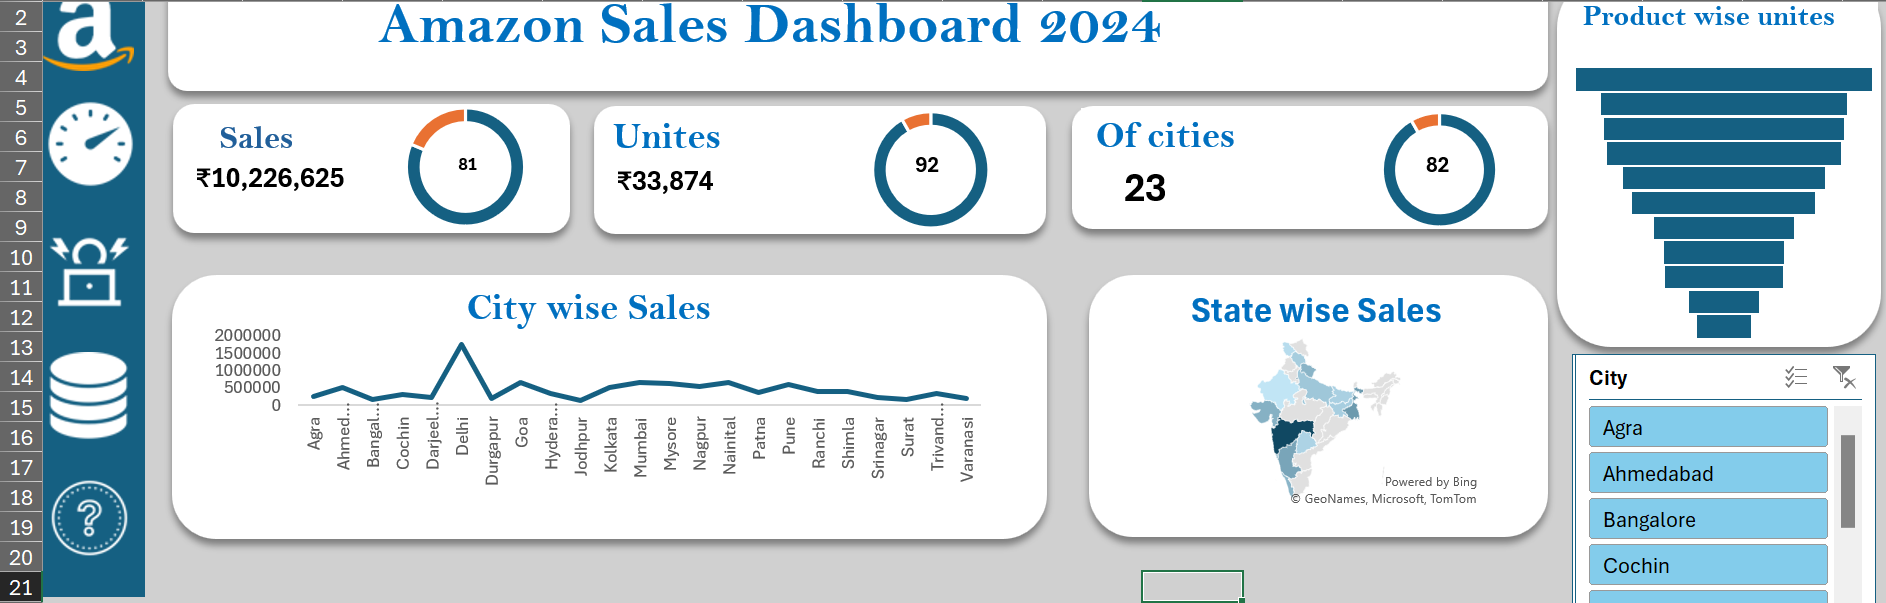 Amazon Sales Dashboard 2024
Product wise unites
2
3
4
5
6
7
8
9
10
11
12
13
14
15
16
17
18
19
20
21
a
Sales
₹10,226,625
81
Unites
₹33,874
92
Of cities
23
82
City wise Sales
2000000
1500000
1000000
500000
0
Agra
Ahmed...
Bangal...
Cochin
Darjeel...
Delhi
Durgapur
Goa
Hydera...
Jodhpur
Kolkata
Mumbai
Mysore
Nagpur
Nainital
Patna
Pune
Ranchi
Shimla
Srinagar
Surat
Trivand...
Varanasi
State wise Sales
Powered by Bing
© GeoNames, Microsoft, TomTom
City
Agra
Ahmedabad
Bangalore
Cochin
?